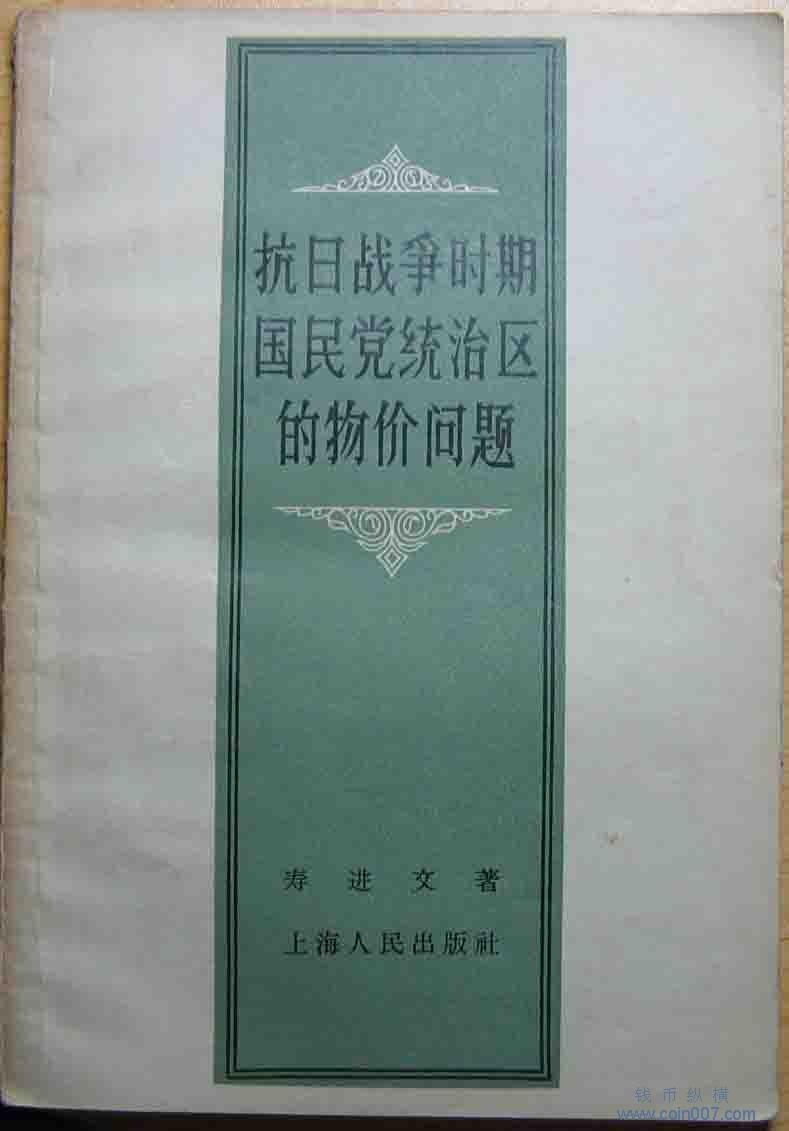 抗日战爭时期
国民党统治区
的物价问题
寿进文著
上海人民出版社
钱币纵横
www.coin007.com